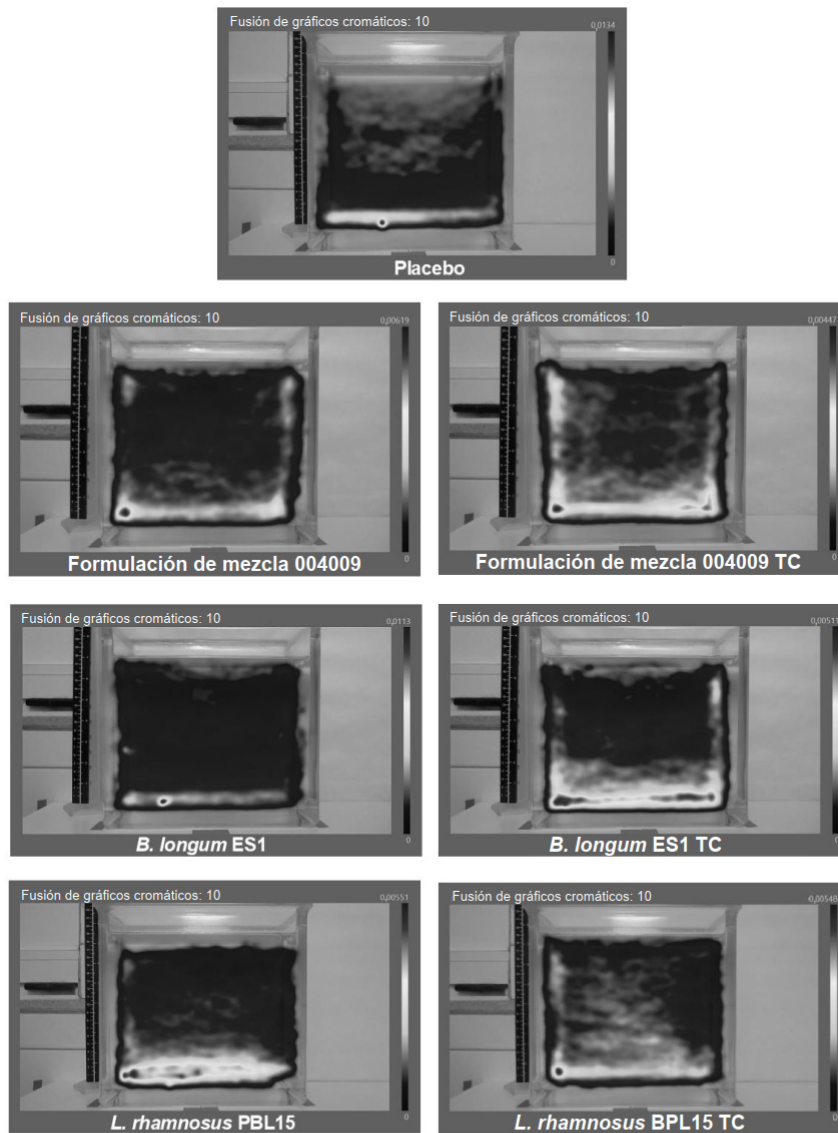 Fusión de gráficos cromáticos: 10
0,0134
0
Placebo
Fusión de gráficos cromáticos: 10
0,00619
0
Formulación de mezcla 004009
Fusión de gráficos cromáticos: 10
0,00447
0
Formulación de mezcla 004009 TC
Fusión de gráficos cromáticos: 10
0,0113
0
B. longum ES1
Fusión de gráficos cromáticos: 10
0,00511
0
B. longum ES1 TC
Fusión de gráficos cromáticos: 10
0,00551
0
L. rhamnosus PBL15
Fusión de gráficos cromáticos: 10
0,00548
0
L. rhamnosus BPL15 TC